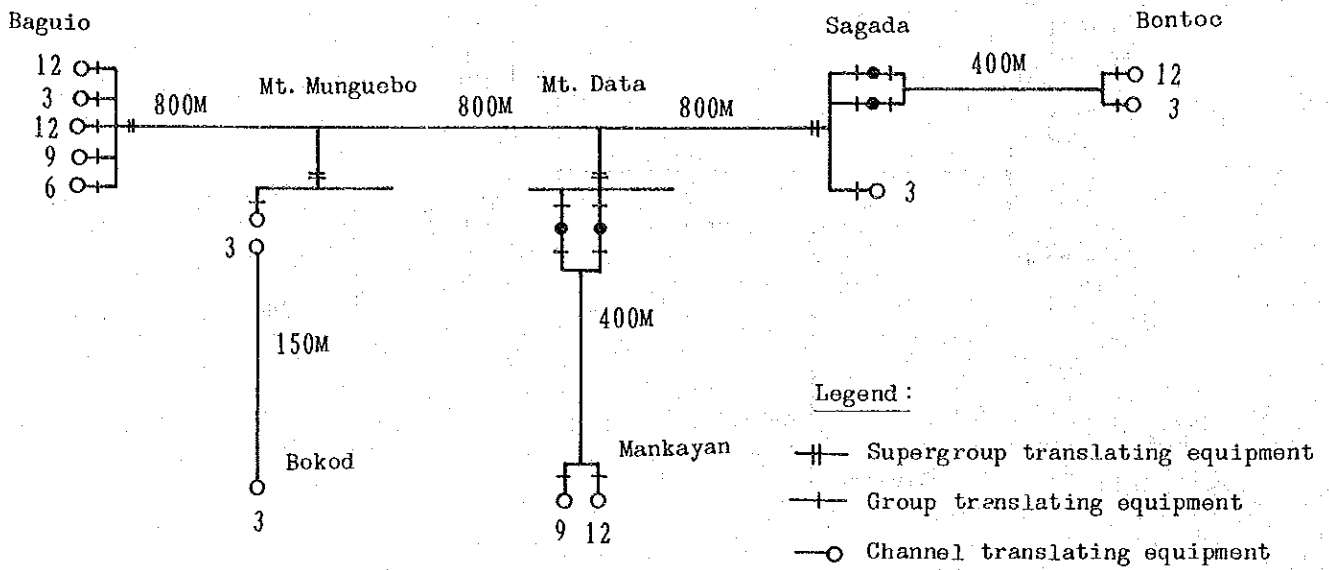 Baguio
Sagada
Bontoc
12
3
12
9
6
800M
Mt. Munguebo
800M
Mt. Data
800M
400M
12
3
3
3
150M
Bokod
3
400M
Mankayan
9 12
Legend :
Supergroup translating equipment
Group translating equipment
Channel translating equipment